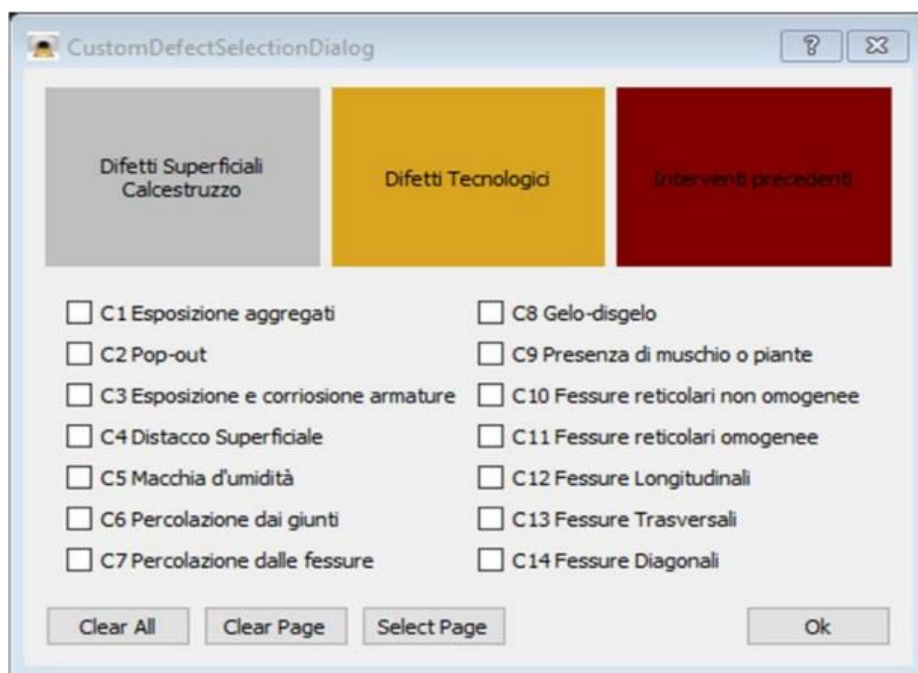 CustomDefectSelectionDialog
Difetti Superficiali
Calcestruzzo
Difetti Tecnologici
Interventi precedenti
C1 Esposizione aggregati
C2 Pop-out
C3 Esposizione e corriosione armature
C4 Distacco Superficiale
C5 Macchia d'umidità
C6 Percolazione dai giunti
C7 Percolazione dalle fessure
C8 Gelo-disgelo
C9 Presenza di muschio o piante
C10 Fessure reticolari non omogenee
C11 Fessure reticolari omogenee
C12 Fessure Longitudinali
C13 Fessure Trasversali
C14 Fessure Diagonali
Clear All
Clear Page
Select Page
Ok